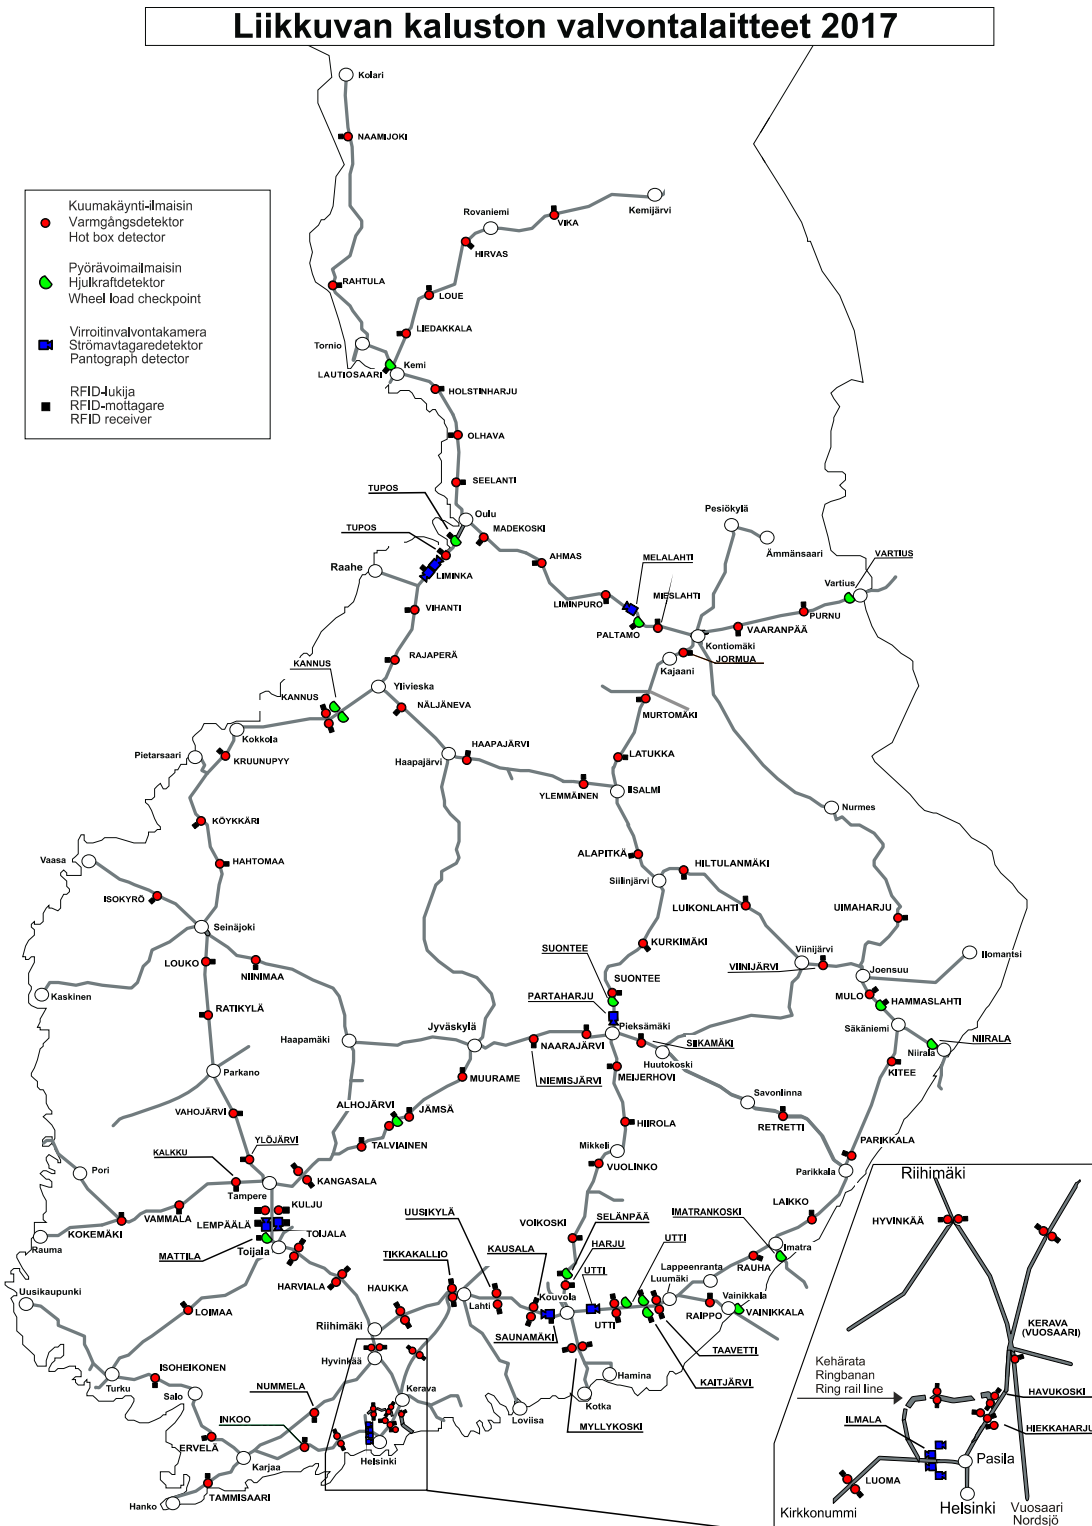 Liikkuvan kaluston valvontalaitteet 2017
Kolari
NAAMIJOKI
Kuumakäynti-ilmaisin
Varmgångsdetektor
Hot box detector
Pyörävoimailmaisin
Hjulkraftdetektor
Wheel load checkpoint
Virroitinvalvontakamera
Strömavtagaredetektor
Pantograph detector
RFID-lukija
RFID-mottagare
RFID receiver
Kemijärvi
Rovaniemi
VIKA
HIRVAS
RAHTULA
LOUE
LIEDAKKALA
Tornio
Kemi
LAUTIOSAARI
HOLSTINHARJU
OLHAVA
SEELANTI
TUPOS
Oulu
TUPOS
MADEKOSKI
Pesiökylä
Ämmänsaari
AHMAS
MELALAHTI
VARTIUS
Raahe
LIMINKA
MIESLAHTI
Vartius
VIHANTI
LIMINPURO
PURNU
PALTAMO
VAARANPÄÄ
Kontiomäki
RAJAPERÄ
JORMUA
KANNUS
Kajaani
Ylivieska
KANNUS
NÄLJÄNEVA
MURTOMÄKI
Kokkola
Pietarsaari
KRUUNUPYY
HAAPAJÄRVI
Haapajärvi
LATUKKA
YLEMMÄINEN
IISALMI
Nurmes
KÖYKKÄRI
Vaasa
HAHTOMAA
ALAPITKÄ
HILTULANMÄKI
Siilinjärvi
ISOKYRÖ
LUIKONLAHTI
UIMAHARJU
Seinäjoki
KURKIMÄKI
Viinijärvi
Ilomantsi
LOUKO
NIINIMAA
SUONTEE
VIINIJÄRVI
Joensuu
SUONTEE
Kaskinen
MULO
HAMMASLAHTI
PARTAHARJU
RATIKYLÄ
Jyväskylä
Pieksämäki
Säkäniemi
Haapamäki
NAARAJÄRVI
SIKAMÄKI
NIIRALA
Niirala
Huutokoski
KITEE
NIEMISJÄRVI
MEIJERHOVI
Parkano
MUURAME
Savonlinna
ALHOJÄRVI
JÄMSÄ
VAHOJÄRVI
RETRETTI
HIIROLA
TALVIAINEN
YLÖJÄRVI
KALKKU
Mikkeli
PARIKKALA
VUOLINKO
Pori
KANGASALA
Parikkala
Tampere
Riihimäki
VAMMALA
KULJU
LAIKKO
IMATRANKOSKI
HYVINKÄÄ
LEMPÄÄLÄ
UUSIKYLÄ
SELÄNPÄÄ
KOKEMÄKI
VOIKOSKI
Rauma
TOIJALA
HARJU
UTTI
Imatra
MATTILA
Toijala
TIKKAKALLIO
KAUSALA
RAUHA
UTTI
Lappeenranta
HARVIALA
HAUKKA
Luumäki
Uusikaupunki
Kouvola
Vainikkala
LOIMAA
Lahti
RAIPPO
VAINIKKALA
UTTI
Riihimäki
SAUNAMÄKI
TAAVETTI
KERAVA
(VUOSAARI)
ISOHEIKONEN
Hyvinkää
Hamina
KAITJÄRVI
Kehärata
Ringbanan
Ring rail line
Turku
Salo
NUMMELA
Kerava
Kotka
HAVUKOSKI
Loviisa
INKOO
MYLLYKOSKI
ILMALA
HIEKKAHARJU
ERVELÄ
Karjaa
Helsinki
Pasila
LUOMA
TAMMISAARI
Hanko
Kirkkonummi
Helsinki
Vuosaari
Nordsjö